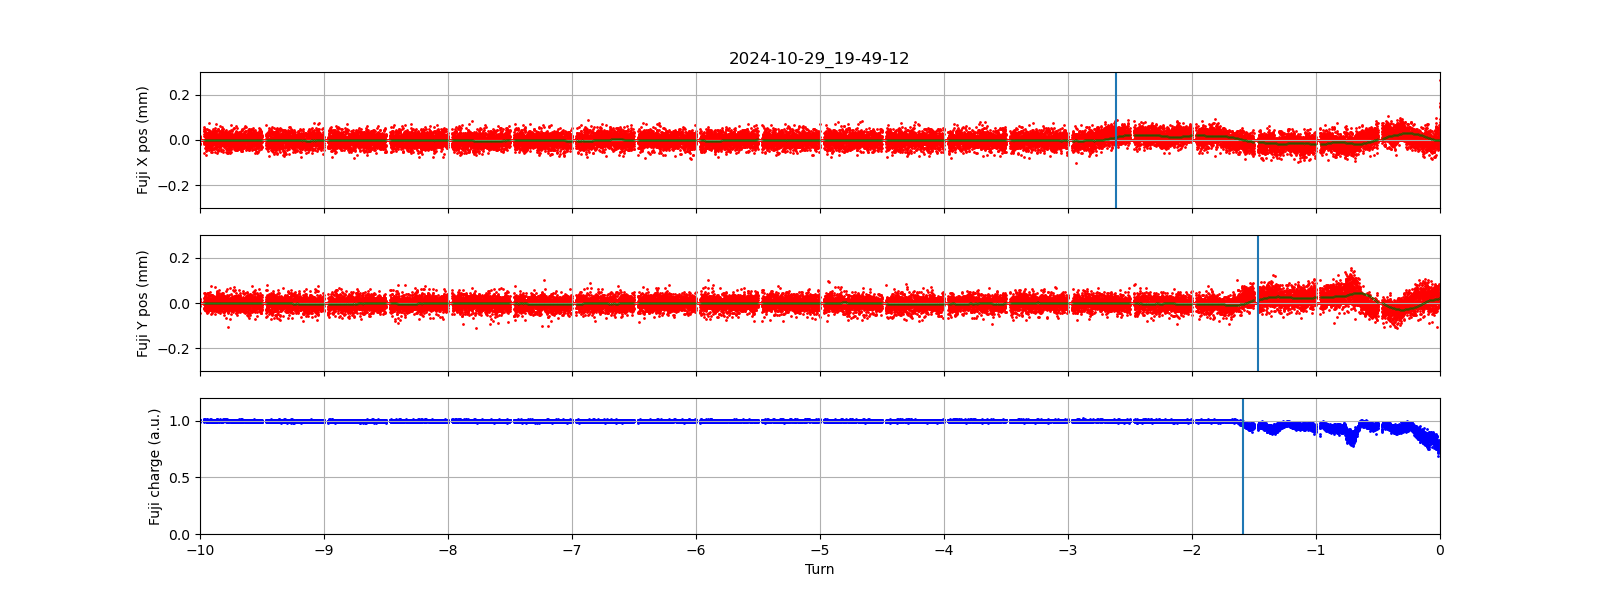 2024-10-29_19-49-12
Fuji X pos (mm)
0.2
0.0
−0.2
Fuji Y pos (mm)
0.2
0.0
−0.2
Fuji charge (a.u.)
1.0
0.5
0.0
−10 −9 −8 −7 −6 −5 −4 −3 −2 −1 0
Turn